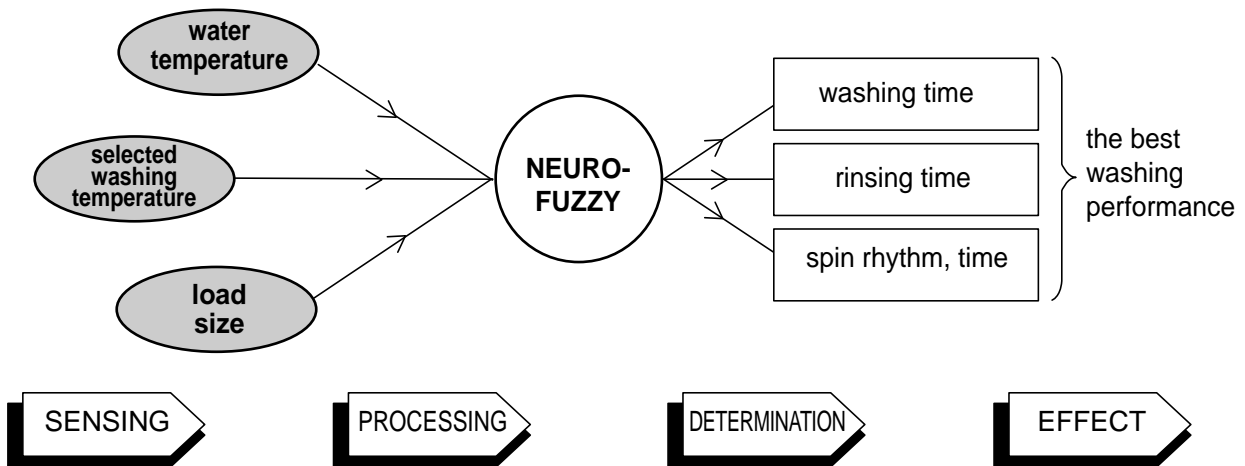 water
temperature
selected
washing
temperature
load
size
NEURO-
FUZZY
washing time
rinsing time
spin rhythm, time
the best
washing
performance
SENSING
PROCESSING
DETERMINATION
EFFECT